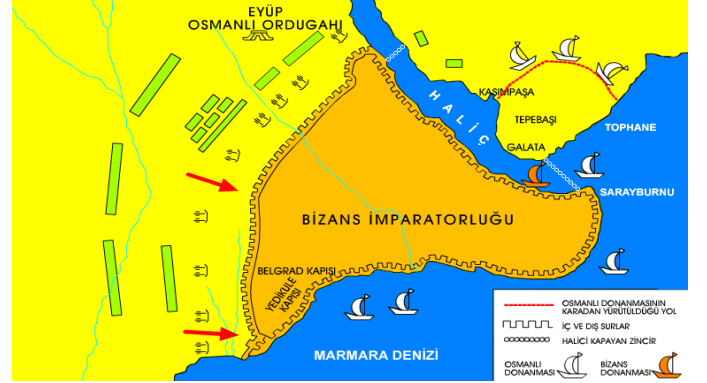 EYÜP
OSMANLI ORDUGAHI
KASIMPAŞA
HALİÇ
TEPEBAŞI
TOPHANE
GALATA
SARAYBURNU
BİZANS İMPARATORLUĞU
BELGRAD KAPISI
YEDİKULE
KAPISI
MARMARA DENİZİ
OSMANLI DONANMASININ
KARADAN YÜRÜTÜLDÜĞÜ YOL
İÇ VE DIŞ SURLAR
HALİCİ KAPAYAN ZİNCİR
OSMANLI
DONANMASI
BİZANS
DONANMASI